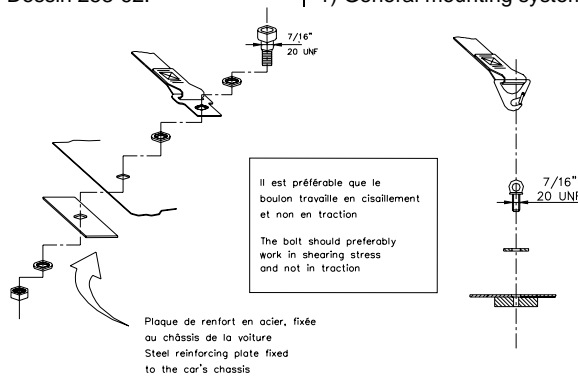 Dessin 253-62.
1) General mounting system
7/16"
20 UNF
Il est préférable que le
boulon travaille en cisaillement
et non en traction
The bolt should preferably
work in shearing stress
and not in traction
7/16"
20 UNF
Plaque de renfort en acier, fixée
au châssis de la voiture
Steel reinforcing plate fixed
to the car's chassis